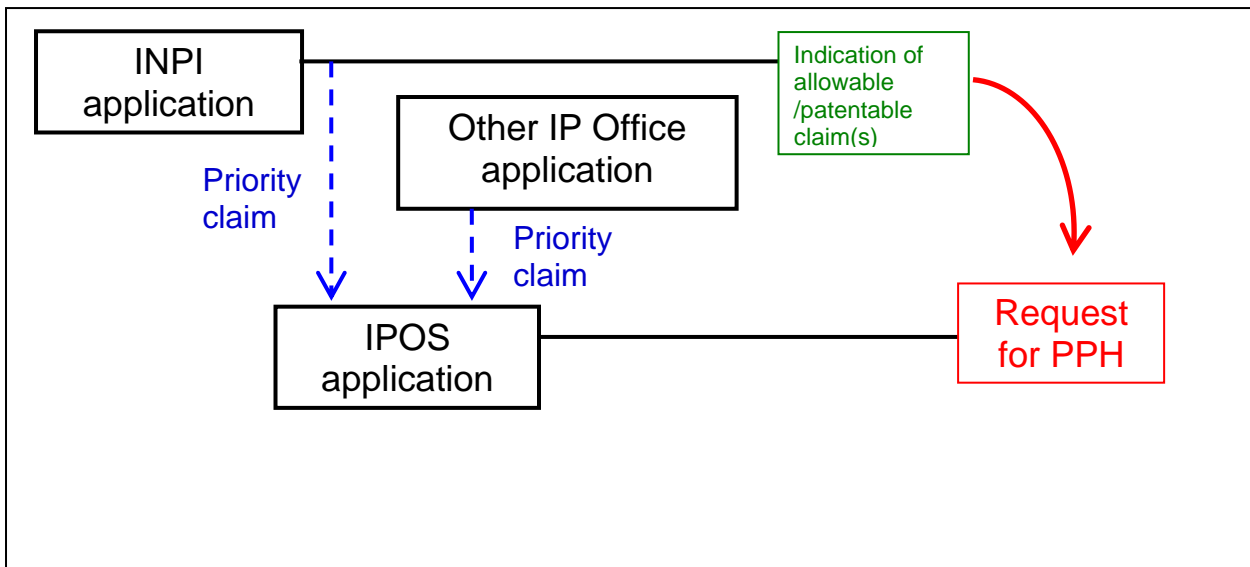 INPI
application
Indication of
allowable
/patentable
claim(s)
Other IP Office
application
Priority
claim
Priority
claim
IPOS
application
Request
for PPH